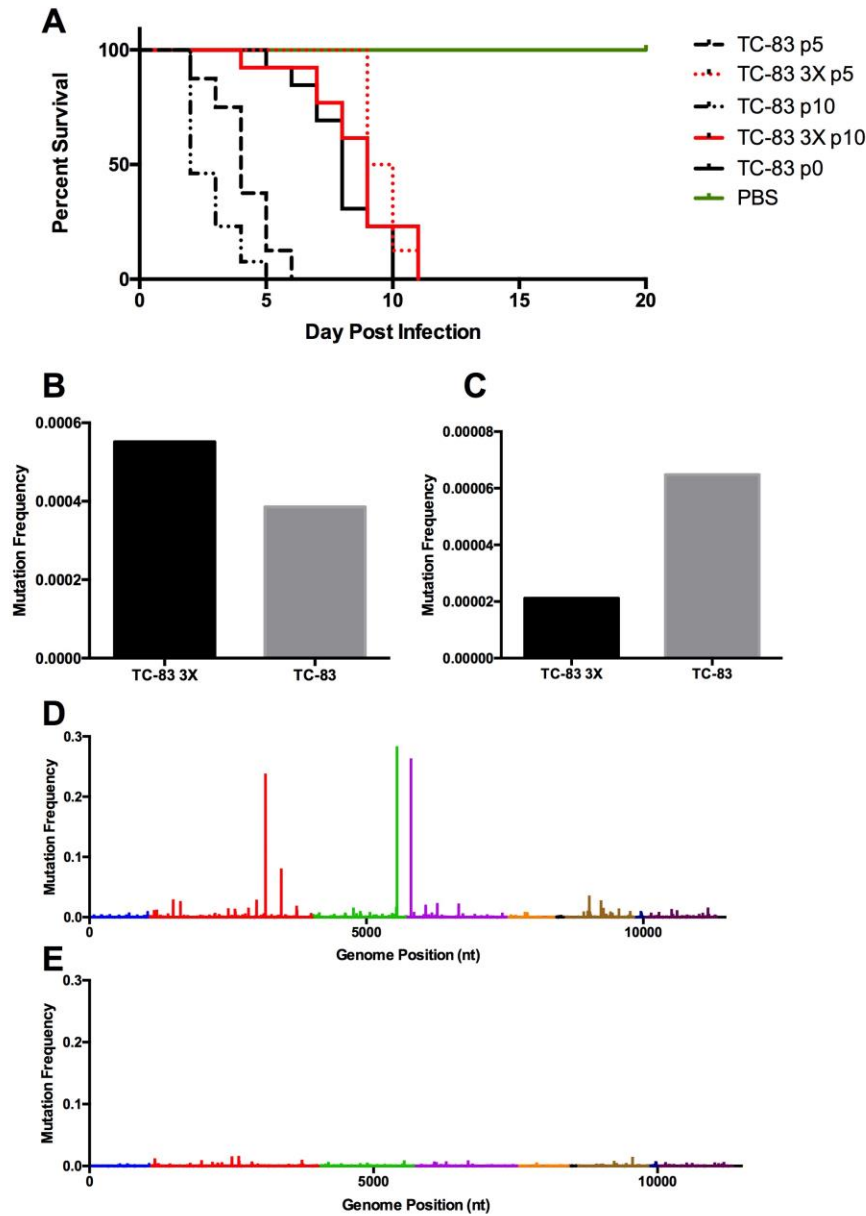 A
100
50
0
Percent Survival
0 5 10 15 20
Day Post Infection
TC-83 p5
TC-83 3X p5
TC-83 p10
TC-83 3X p10
TC-83 p0
PBS
B
0.0006
0.0004
0.0002
0.0000
Mutation Frequency
TC-83 3X TC-83
C
0.00008
0.00006
0.00004
0.00002
0.00000
Mutation Frequency
TC-83 3X TC-83
D
0.3
0.2
0.1
0.0
Mutation Frequency
0 5000 10000
Genome Position (nt)
E
0.3
0.2
0.1
0.0
Mutation Frequency
0 5000 10000
Genome Position (nt)